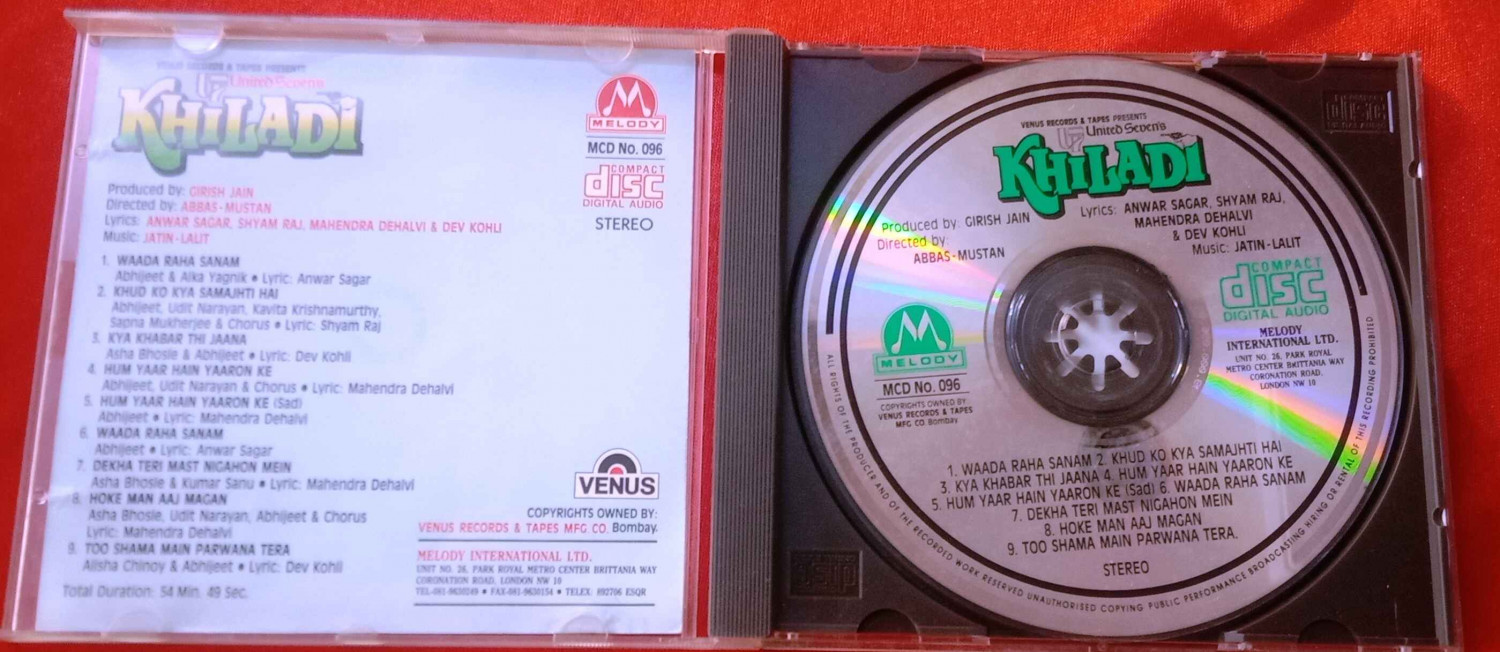 VENUS RECORDS & TAPES PRESENTS
United Seven's
KHILADI
Produced by: GIRISH JAIN
Directed by: ABBAS-MUSTAN
Lyrics: ANWAR SAGAR, SHYAM RAJ, MAHENDRA DEHALVI & DEV KOHLI
Music: JATIN-LALIT
1. WAADA RAHA SANAM
Abhijeet & Alka Yagnik • Lyric: Anwar Sagar
2. KHUD KO KYA SAMAJHTI HAI
Abhijeet, Udit Narayan, Kavita Krishnamurthy,
Sapna Mukherjee & Chorus • Lyric: Shyam Raj
3. KYA KHABAR THI JAANA
Asha Bhosle & Abhijeet • Lyric: Dev Kohli
4. HUM YAAR HAIN YAARON KE
Abhijeet, Udit Narayan & Chorus • Lyric: Mahendra Dehalvi
5. HUM YAAR HAIN YAARON KE (Sad)
Abhijeet • Lyric: Mahendra Dehalvi
6. WAADA RAHA SANAM
Abhijeet • Lyric: Anwar Sagar
7. DEKHA TERI MAST NIGAHON MEIN
Asha Bhosle & Kumar Sanu • Lyric: Mahendra Dehalvi
8. HOKE MAN AAJ MAGAN
Asha Bhosle, Udit Narayan, Abhijeet & Chorus
Lyric: Mahendra Dehalvi
9. TOO SHAMA MAIN PARWANA TERA
Alisha Chinoy & Abhijeet • Lyric: Dev Kohli
Total Duration: 54 Min. 49 Sec.
MELODY
MCD No. 096
COMPACT
disc
DIGITAL AUDIO
STEREO
VENUS
COPYRIGHTS OWNED BY:
VENUS RECORDS & TAPES MFG. CO. Bombay.
MELODY INTERNATIONAL LTD.
UNIT NO. 26, PARK ROYAL METRO CENTER BRITTANIA WAY
CORONATION ROAD, LONDON NW 10
TEL-081-9630249 • FAX-081-9630154 • TELEX: 892706 ESQR
VENUS RECORDS & TAPES PRESENTS
United Seven's
KHILADI
Produced by: GIRISH JAIN
Directed by:
ABBAS-MUSTAN
Lyrics: ANWAR SAGAR, SHYAM RAJ,
MAHENDRA DEHALVI
& DEV KOHLI
Music: JATIN-LALIT
COMPACT
disc
DIGITAL AUDIO
MELODY
MCD No. 096
COPYRIGHTS OWNED BY:
VENUS RECORDS & TAPES
MFG. CO. Bombay
MELODY
INTERNATIONAL LTD.
UNIT NO. 26, PARK ROYAL
METRO CENTER BRITTANIA WAY
CORONATION ROAD,
LONDON NW 10
1. WAADA RAHA SANAM 2. KHUD KO KYA SAMAJHTI HAI
3. KYA KHABAR THI JAANA 4. HUM YAAR HAIN YAARON KE
5. HUM YAAR HAIN YAARON KE (Sad) 6. WAADA RAHA SANAM
7. DEKHA TERI MAST NIGAHON MEIN
8. HOKE MAN AAJ MAGAN
9. TOO SHAMA MAIN PARWANA TERA.
STEREO
ALL RIGHTS OF THE PRODUCER AND OF THE RECORDED WORK RESERVED UNAUTHORISED COPYING PUBLIC PERFORMANCE BROADCASTING HIRING OR RENTAL OF THIS RECORDING PROHIBITED
disc